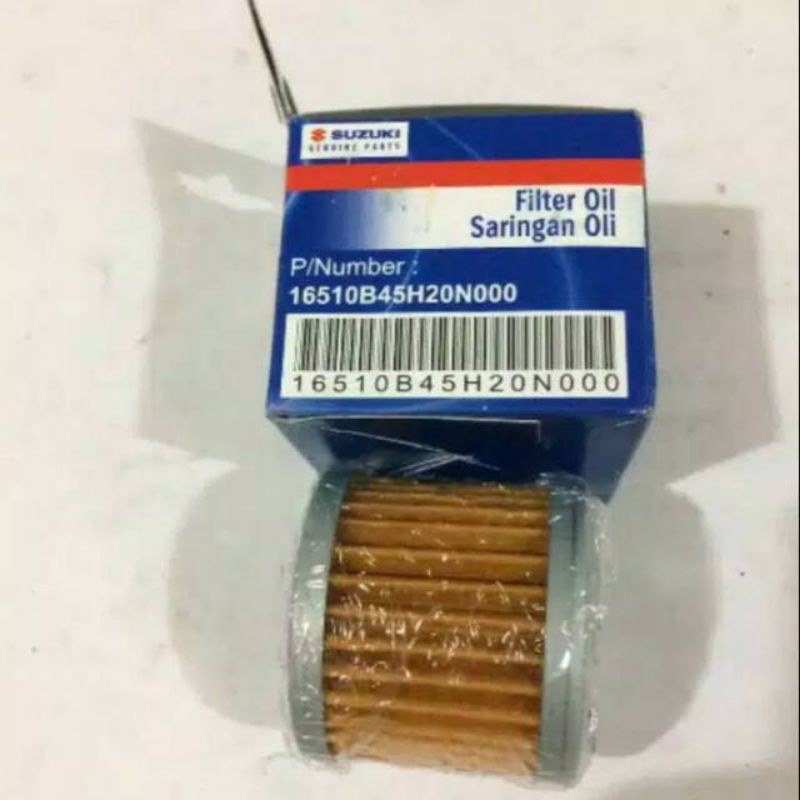 SUZUKI
GENUINE PARTS
Filter Oil
Saringan Oli
P/Number :
16510B45H20N000
16510B45H20N000